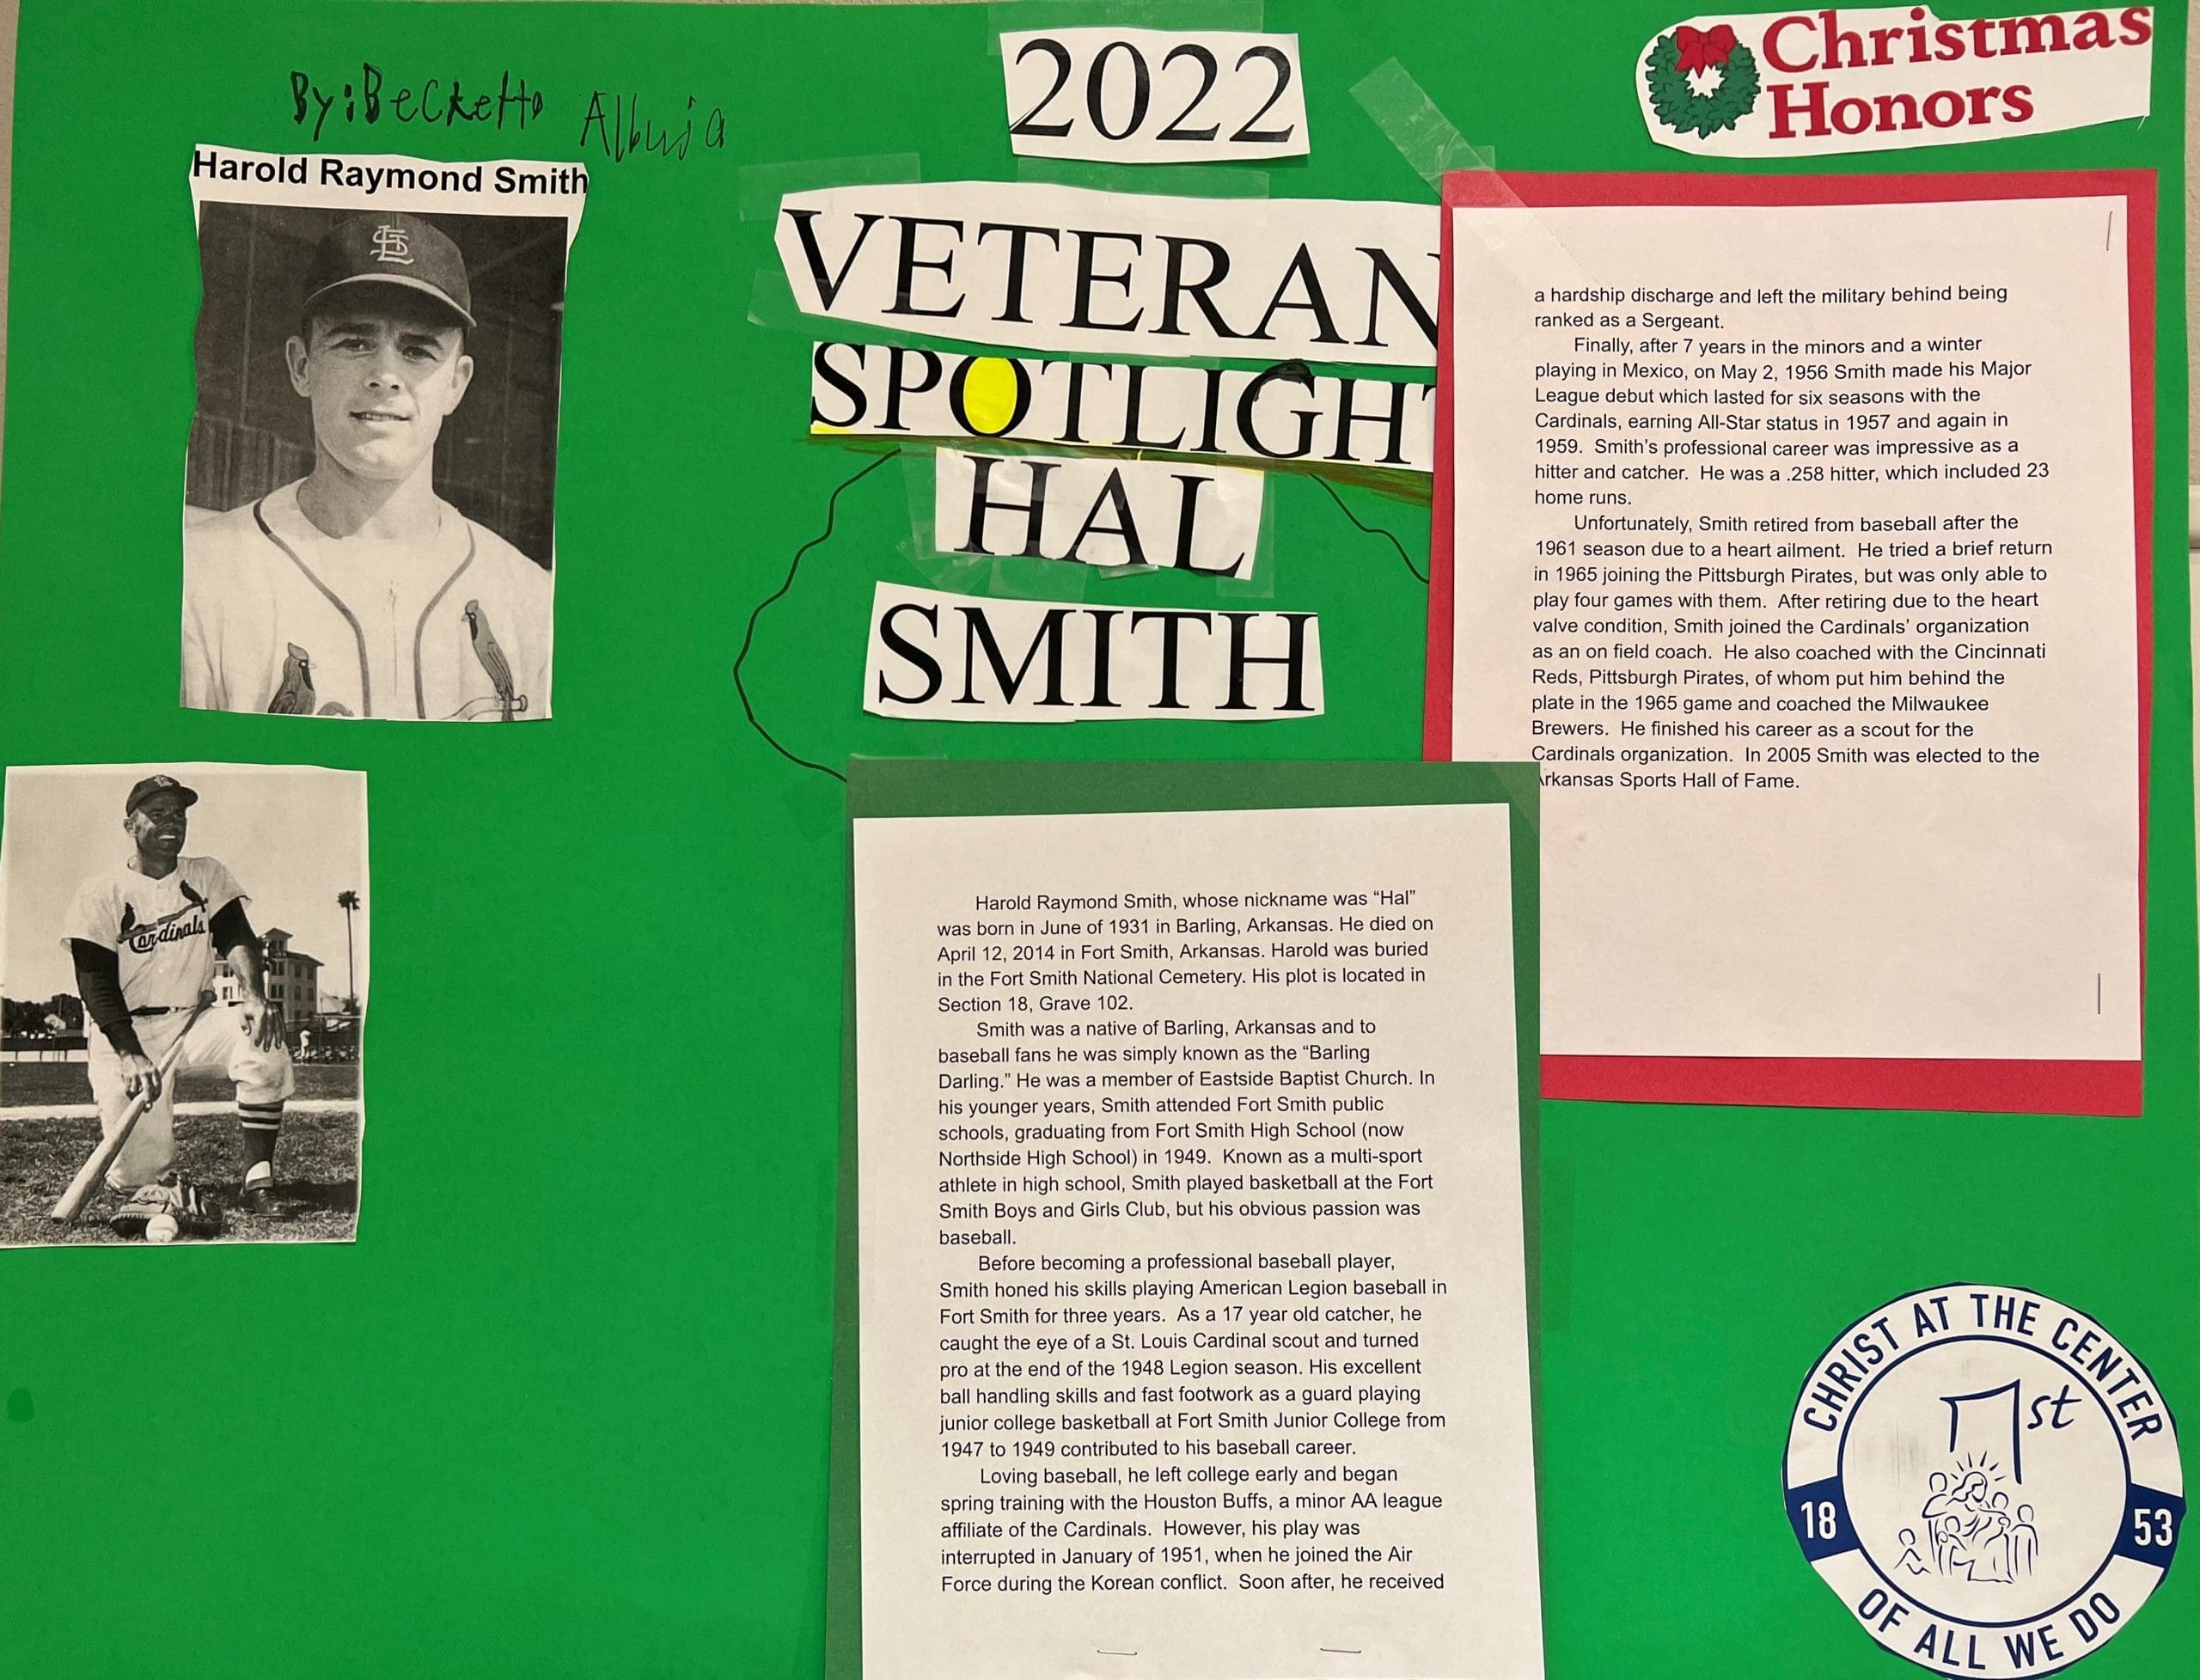 By: Becketto Albuja
Harold Raymond Smith
STL
Cardinals
2022
VETERAN
SPOTLIGHT
HAL
SMITH
Christmas
Honors
Harold Raymond Smith, whose nickname was “Hal”
was born in June of 1931 in Barling, Arkansas. He died on
April 12, 2014 in Fort Smith, Arkansas. Harold was buried
in the Fort Smith National Cemetery. His plot is located in
Section 18, Grave 102.
Smith was a native of Barling, Arkansas and to
baseball fans he was simply known as the “Barling
Darling.” He was a member of Eastside Baptist Church. In
his younger years, Smith attended Fort Smith public
schools, graduating from Fort Smith High School (now
Northside High School) in 1949. Known as a multi-sport
athlete in high school, Smith played basketball at the Fort
Smith Boys and Girls Club, but his obvious passion was
baseball.
Before becoming a professional baseball player,
Smith honed his skills playing American Legion baseball in
Fort Smith for three years. As a 17 year old catcher, he
caught the eye of a St. Louis Cardinal scout and turned
pro at the end of the 1948 Legion season. His excellent
ball handling skills and fast footwork as a guard playing
junior college basketball at Fort Smith Junior College from
1947 to 1949 contributed to his baseball career.
Loving baseball, he left college early and began
spring training with the Houston Buffs, a minor AA league
affiliate of the Cardinals. However, his play was
interrupted in January of 1951, when he joined the Air
Force during the Korean conflict. Soon after, he received
a hardship discharge and left the military behind being
ranked as a Sergeant.
Finally, after 7 years in the minors and a winter
playing in Mexico, on May 2, 1956 Smith made his Major
League debut which lasted for six seasons with the
Cardinals, earning All-Star status in 1957 and again in
1959. Smith’s professional career was impressive as a
hitter and catcher. He was a .258 hitter, which included 23
home runs.
Unfortunately, Smith retired from baseball after the
1961 season due to a heart ailment. He tried a brief return
in 1965 joining the Pittsburgh Pirates, but was only able to
play four games with them. After retiring due to the heart
valve condition, Smith joined the Cardinals’ organization
as an on field coach. He also coached with the Cincinnati
Reds, Pittsburgh Pirates, of whom put him behind the
plate in the 1965 game and coached the Milwaukee
Brewers. He finished his career as a scout for the
Cardinals organization. In 2005 Smith was elected to the
Arkansas Sports Hall of Fame.
CHRIST AT THE CENTER
1st
18 53
OF ALL WE DO